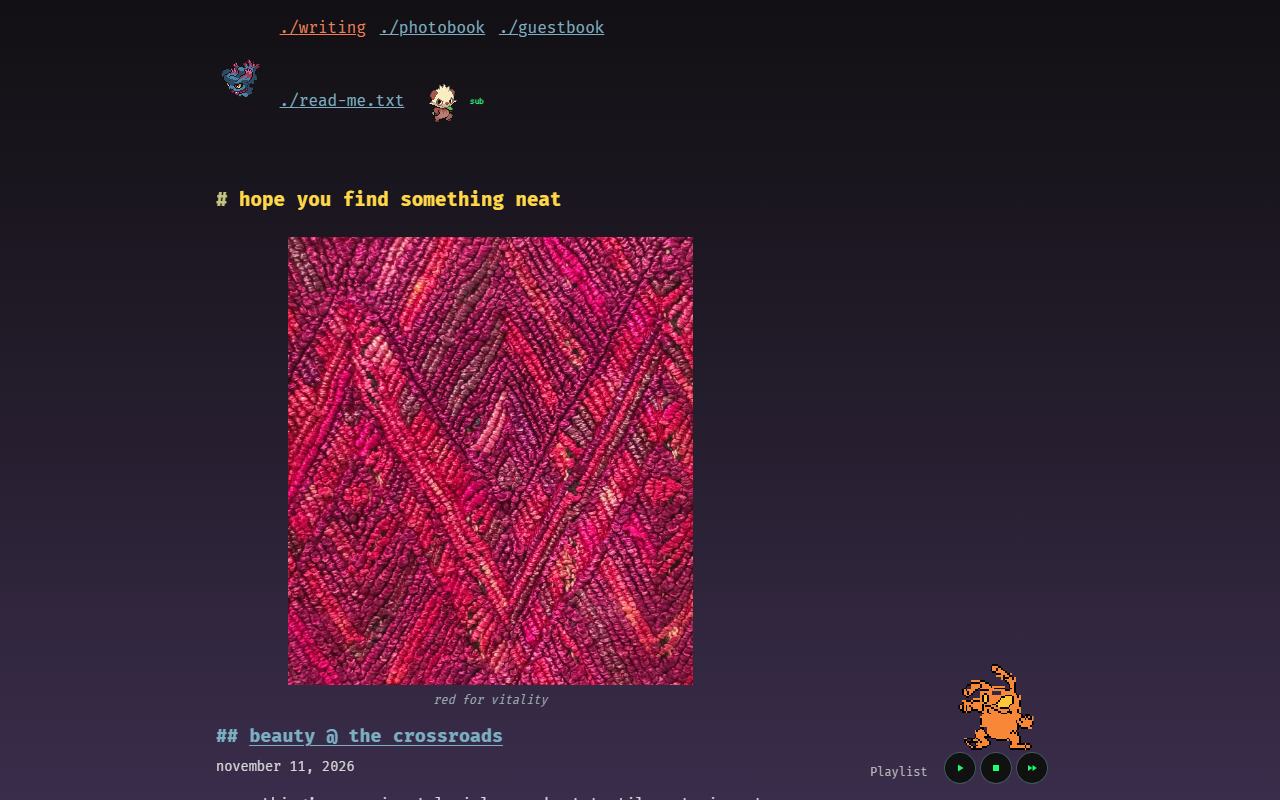 ./writing ./photobook ./guestbook
./read-me.txt sub
# hope you find something neat
red for vitality
## beauty @ the crossroads
november 11, 2026
Playlist